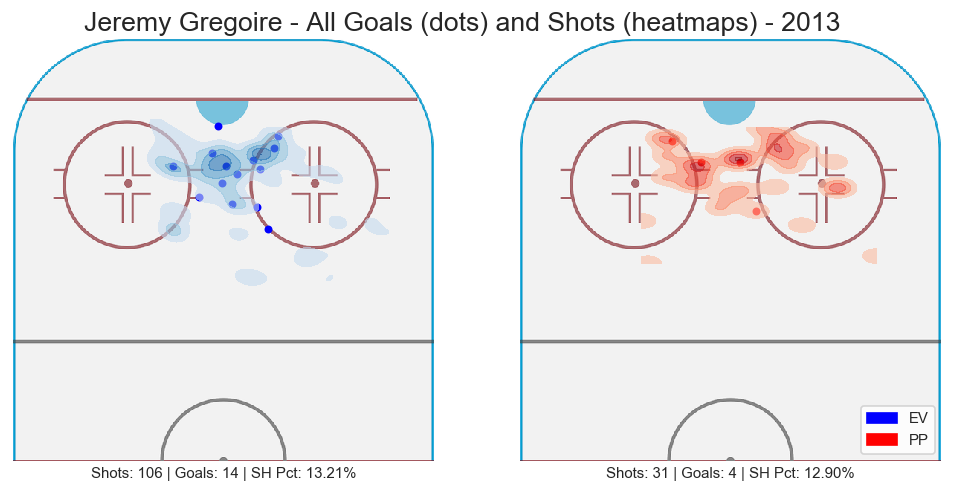 Jeremy Gregoire - All Goals (dots) and Shots (heatmaps) - 2013
EV
PP
Shots: 106 | Goals: 14 | SH Pct: 13.21%
Shots: 31 | Goals: 4 | SH Pct: 12.90%